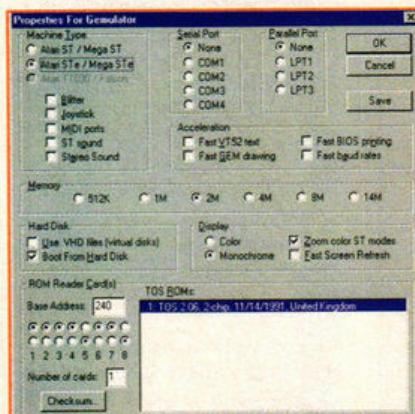 Properties For Gemulator
Machine Type
Atari ST / Mega ST
Atari STe / Mega STe
Atari TT030 / Falcon
Blitter
Joystick
MIDI ports
ST sound
Stereo Sound
Serial Port
None
COM1
COM2
COM3
COM4
Parallel Port
None
LPT1
LPT2
LPT3
OK
Cancel
Save
Acceleration
Fast VT52 text
Fast GEM drawing
Fast BIOS printing
Fast baud rates
Memory
512K 1M 2M 4M 8M 14M
Hard Disk
Use VHD files (virtual disks)
Boot From Hard Disk
Display
Color
Monochrome
Zoom color ST modes
Fast Screen Refresh
ROM Reader Card(s)
Base Address: 240
1 2 3 4 5 6 7 8
Number of cards: 1
Checksum...
TOS ROMs:
1: TOS 2.06, 2-chip, 11/14/1991, United Kingdom